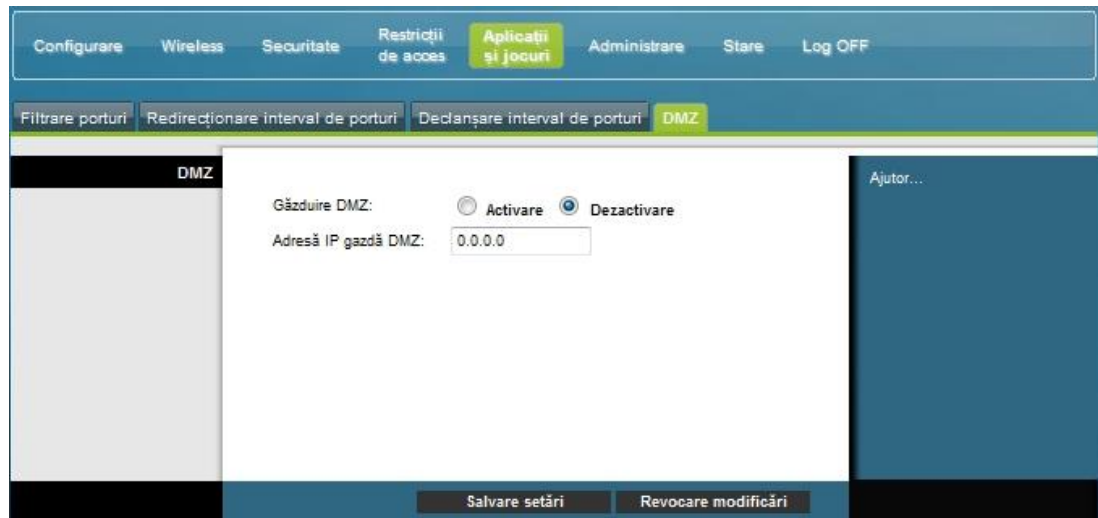 Configurare Wireless Securitate Restricții de acces Aplicații și jocuri Administrare Stare Log OFF
Filtrare porturi Redirecționare interval de porturi Declanșare interval de porturi DMZ
DMZ
Găzduire DMZ: Activare Dezactivare
Adresă IP gazdă DMZ: 0.0.0.0
Ajutor...
Salvare setări Revocare modificări